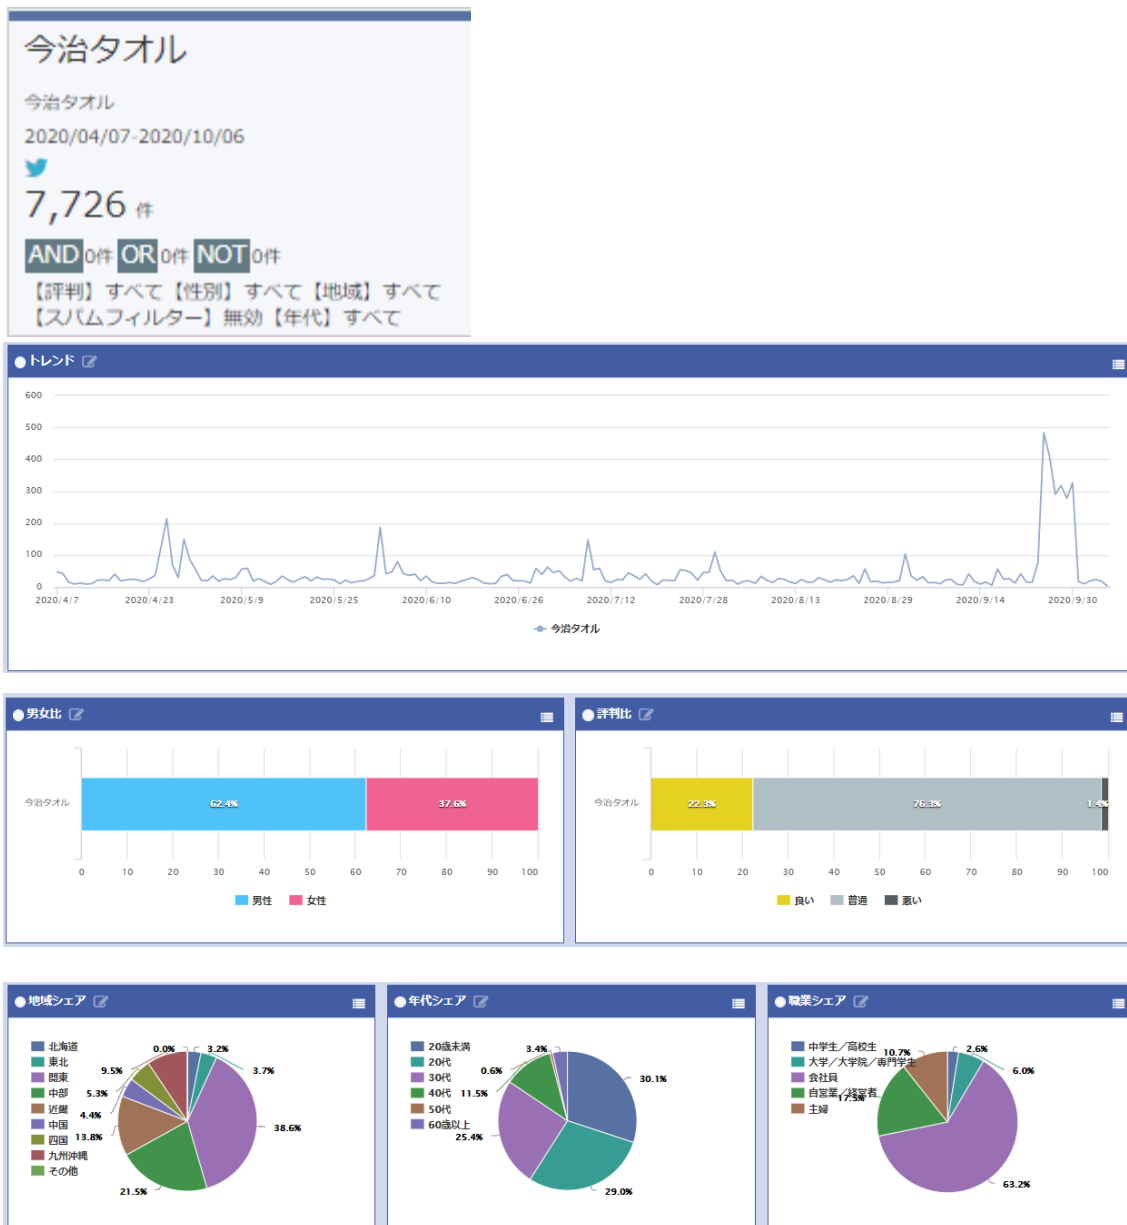 今治タオル
今治タオル
2020/04/07-2020/10/06
7,726 件
AND 0件 OR 0件 NOT 0件
【評判】すべて【性別】すべて【地域】すべて
【スパムフィルター】無効【年代】すべて
トレンド
600
500
400
300
200
100
0
2020/4/7 2020/4/23 2020/5/9 2020/5/25 2020/6/10 2020/6/26 2020/7/12 2020/7/28 2020/8/13 2020/8/29 2020/9/14 2020/9/30
今治タオル
男女比
今治タオル 62.4% 37.6%
0 10 20 30 40 50 60 70 80 90 100
男性 女性
評判比
今治タオル 22.3% 76.3% 1.4%
0 10 20 30 40 50 60 70 80 90 100
良い 普通 悪い
地域シェア
北海道
東北
関東
中部
近畿
中国
四国
九州沖縄
その他
0.0% 3.2%
9.5% 3.7%
5.3%
4.4%
13.8% 38.6%
21.5%
年代シェア
20歳未満
20代
30代
40代
50代
60歳以上
3.4%
0.6% 30.1%
11.5%
25.4%
29.0%
職業シェア
中学生/高校生
大学/大学院/専門学生
会社員
自営業/経営者
主婦
10.7% 2.6%
6.0%
17.5%
63.2%